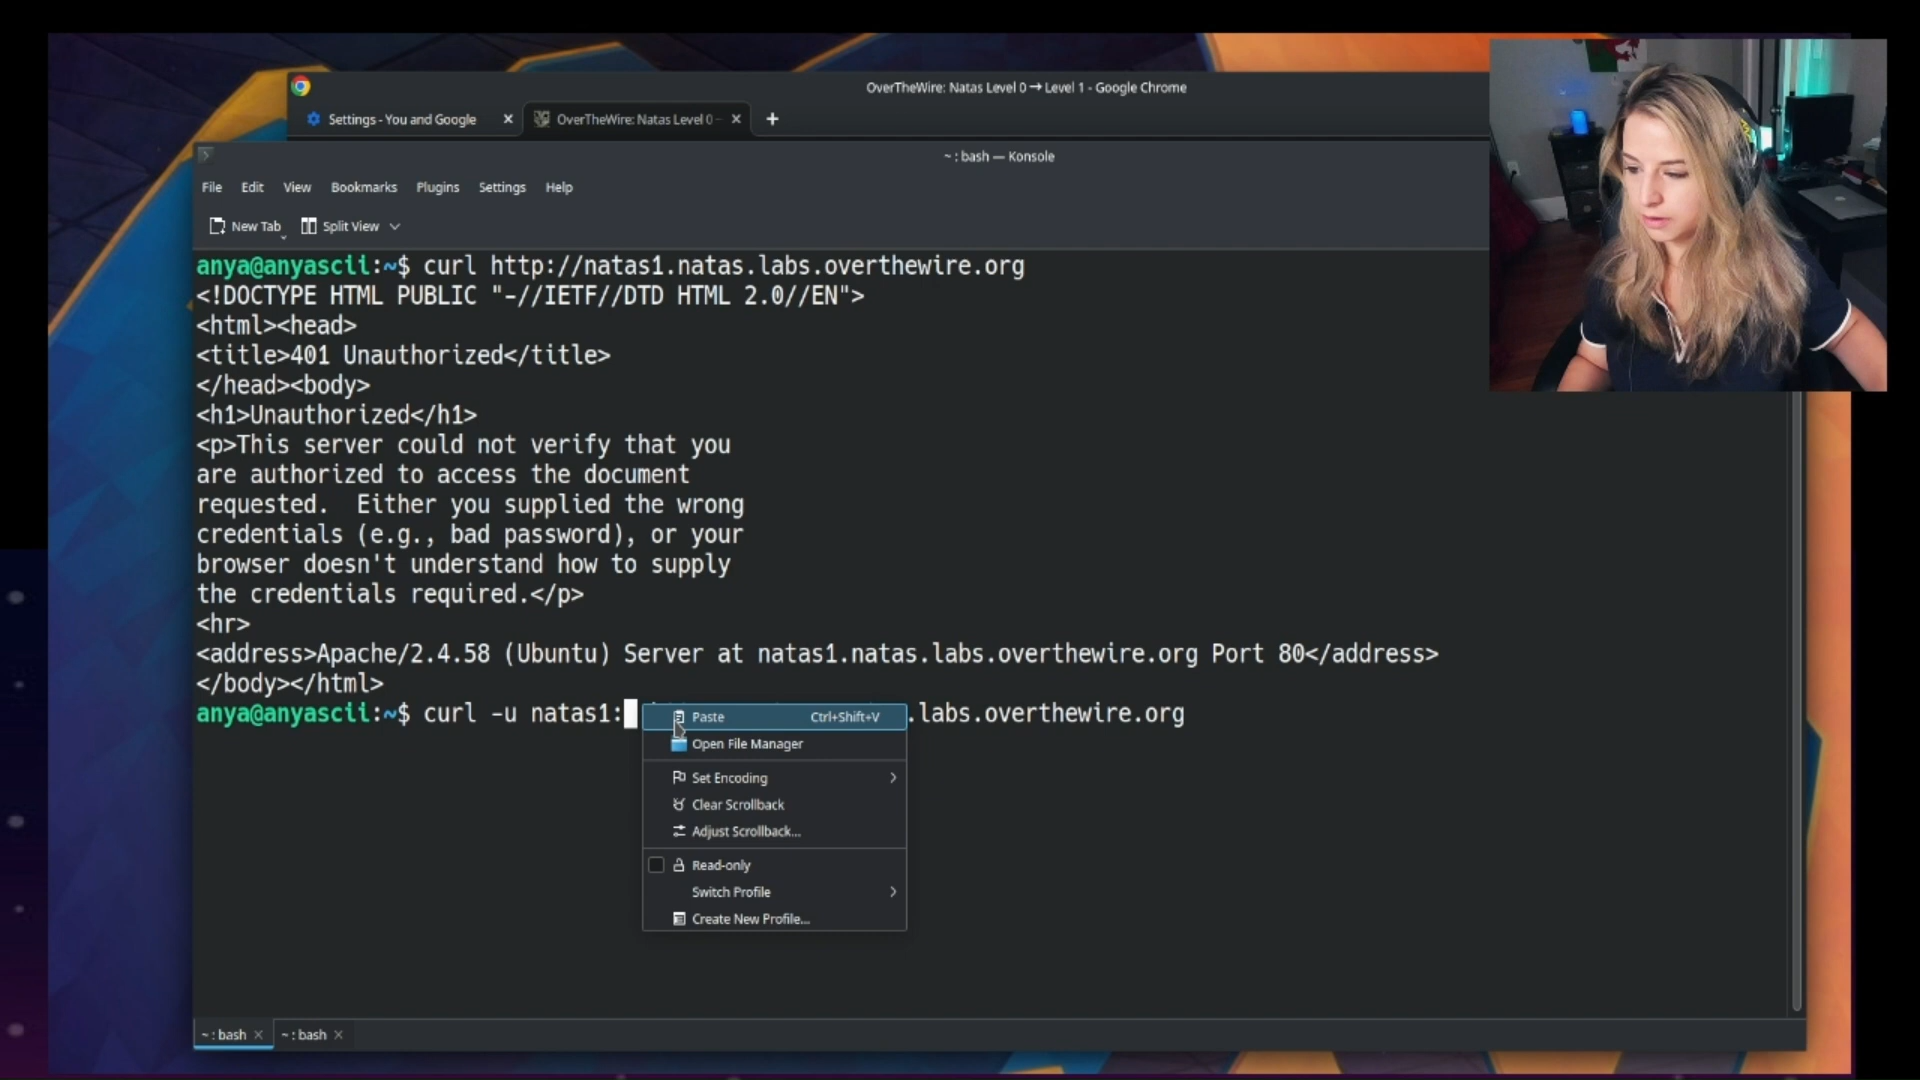 OverTheWire: Natas Level 0 → Level 1 - Google Chrome
Settings - You and Google
OverTheWire: Natas Level 0
~ : bash — Konsole
File Edit View Bookmarks Plugins Settings Help
New Tab Split View
anya@anyascii:~$ curl http://natas1.natas.labs.overthewire.org
<!DOCTYPE HTML PUBLIC "-//IETF//DTD HTML 2.0//EN">
<html><head>
<title>401 Unauthorized</title>
</head><body>
<h1>Unauthorized</h1>
<p>This server could not verify that you
are authorized to access the document
requested.  Either you supplied the wrong
credentials (e.g., bad password), or your
browser doesn't understand how to supply
the credentials required.</p>
<hr>
<address>Apache/2.4.58 (Ubuntu) Server at natas1.natas.labs.overthewire.org Port 80</address>
</body></html>
anya@anyascii:~$ curl -u natas1: .labs.overthewire.org
Paste Ctrl+Shift+V
Open File Manager
Set Encoding
Clear Scrollback
Adjust Scrollback...
Read-only
Switch Profile
Create New Profile...
~ : bash ~ : bash